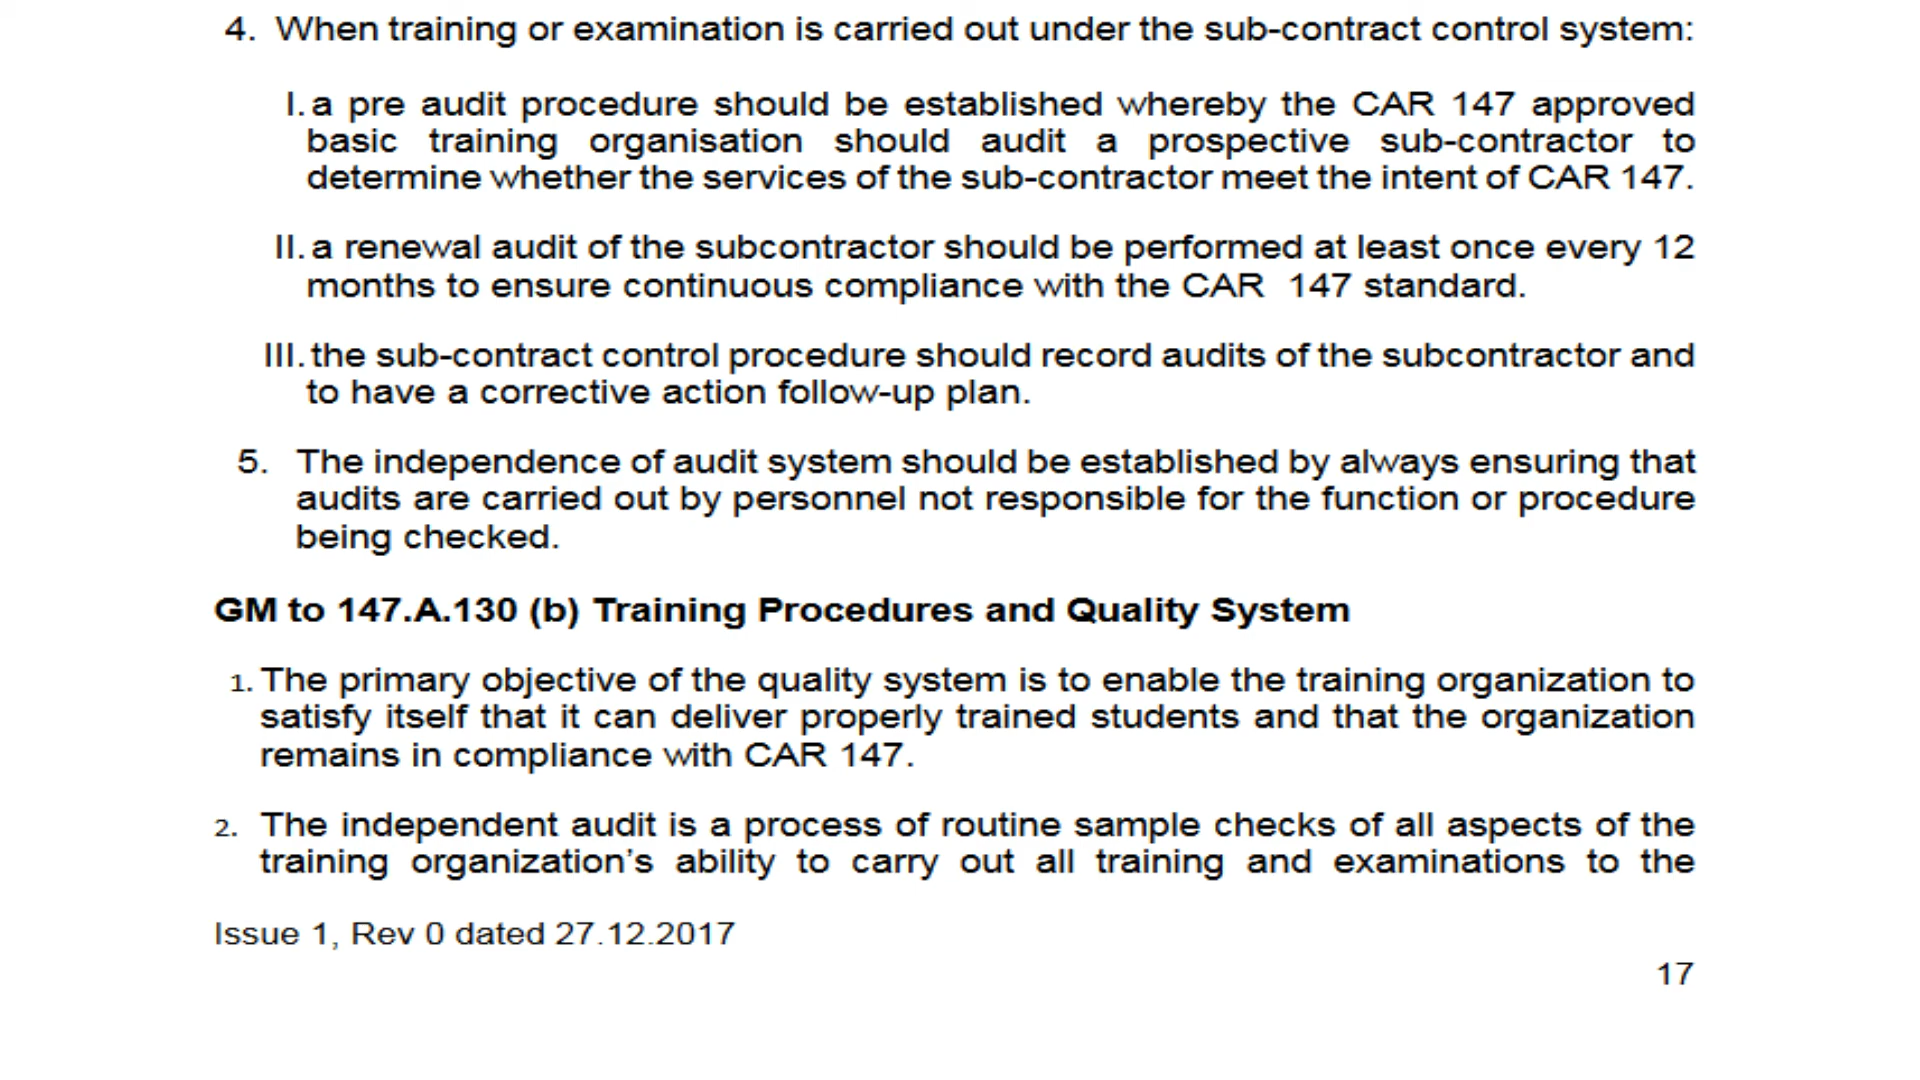 4. When training or examination is carried out under the sub-contract control system:
I. a pre audit procedure should be established whereby the CAR 147 approved
basic training organisation should audit a prospective sub-contractor to
determine whether the services of the sub-contractor meet the intent of CAR 147.
II. a renewal audit of the subcontractor should be performed at least once every 12
months to ensure continuous compliance with the CAR 147 standard.
III. the sub-contract control procedure should record audits of the subcontractor and
to have a corrective action follow-up plan.
5. The independence of audit system should be established by always ensuring that
audits are carried out by personnel not responsible for the function or procedure
being checked.
GM to 147.A.130 (b) Training Procedures and Quality System
1. The primary objective of the quality system is to enable the training organization to
satisfy itself that it can deliver properly trained students and that the organization
remains in compliance with CAR 147.
2. The independent audit is a process of routine sample checks of all aspects of the
training organization's ability to carry out all training and examinations to the
Issue 1, Rev 0 dated 27.12.2017
17